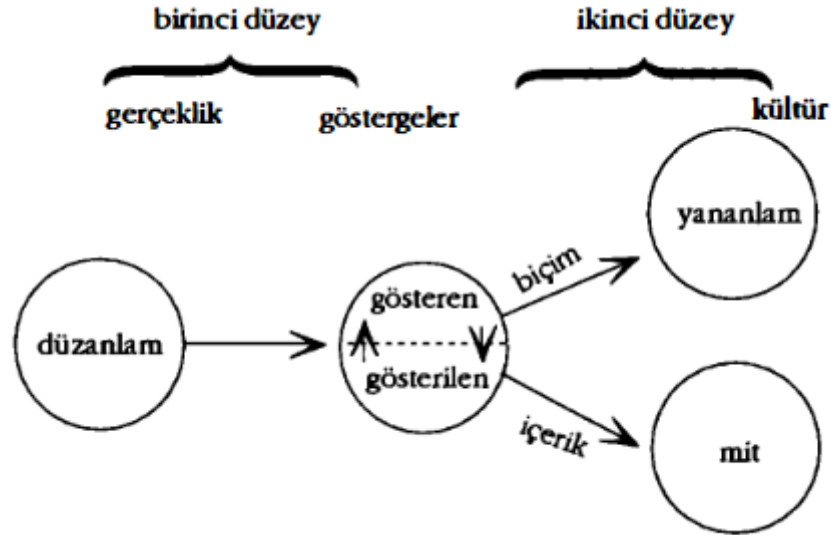 birinci düzey
ikinci düzey
gerçeklik
göstergeler
kültür
yananlam
biçim
gösteren
düzanlam
gösterilen
içerik
mit